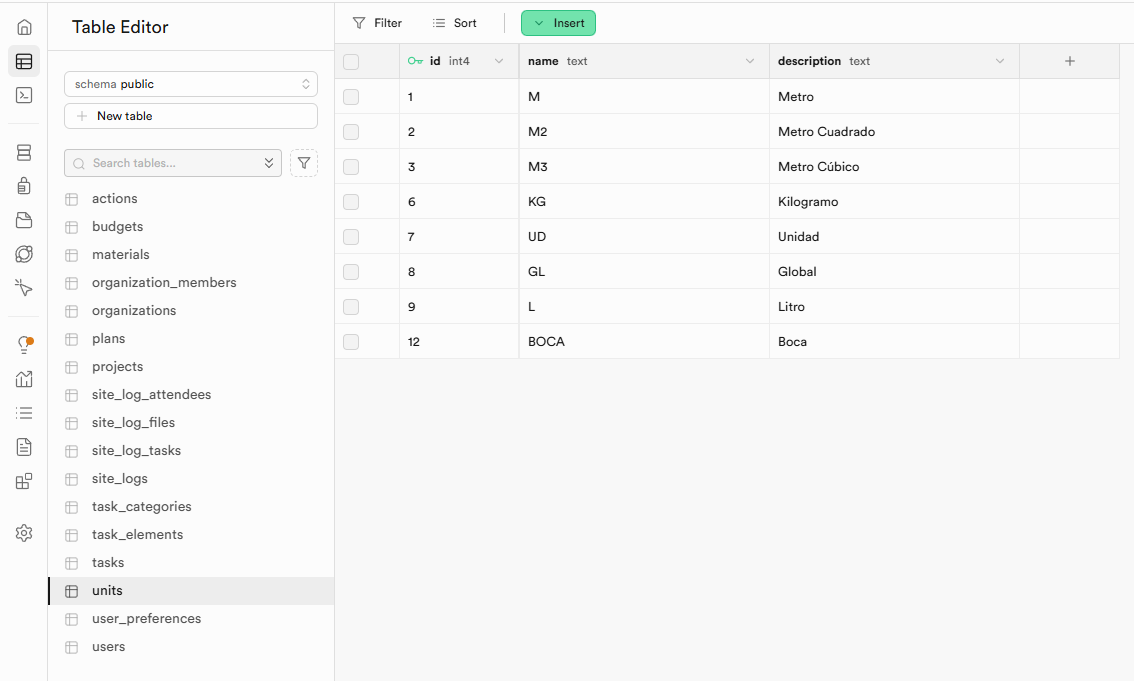 Table Editor
schema public
New table
Search tables...
actions
budgets
materials
organization_members
organizations
plans
projects
site_log_attendees
site_log_files
site_log_tasks
site_logs
task_categories
task_elements
tasks
units
user_preferences
users
Filter Sort Insert
id int4 name text description text
1 M Metro
2 M2 Metro Cuadrado
3 M3 Metro Cúbico
6 KG Kilogramo
7 UD Unidad
8 GL Global
9 L Litro
12 BOCA Boca